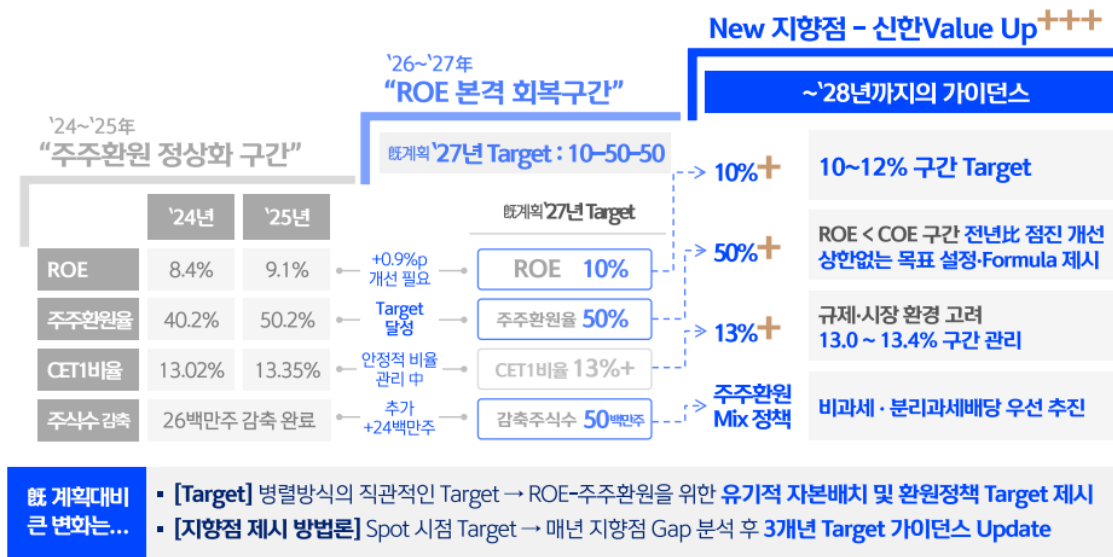 New 지향점 – 신한Value Up+++
~‘28년까지의 가이던스
‘26~‘27年
“ROE 본격 회복구간”
‘24~‘25年
“주주환원 정상화 구간”
旣계획 ‘27년 Target : 10–50–50
‘24년 ‘25년
旣계획 ‘27년 Target
ROE 8.4% 9.1%
+0.9%p
개선 필요
ROE 10%
주주환원율 40.2% 50.2%
Target
달성
주주환원율 50%
CET1비율 13.02% 13.35%
안정적 비율
관리 中
CET1비율 13%+
주식수 감축 26백만주 감축 완료
추가
+24백만주
감축주식수 50백만주
10%+
10~12% 구간 Target
50%+
ROE < COE 구간 전년比 점진 개선
상한없는 목표 설정·Formula 제시
13%+
규제·시장 환경 고려
13.0 ~ 13.4% 구간 관리
주주환원
Mix 정책
비과세 · 분리과세배당 우선 추진
旣 계획대비
큰 변화는...
▪ [Target] 병렬방식의 직관적인 Target → ROE-주주환원을 위한 유기적 자본배치 및 환원정책 Target 제시
▪ [지향점 제시 방법론] Spot 시점 Target → 매년 지향점 Gap 분석 후 3개년 Target 가이던스 Update